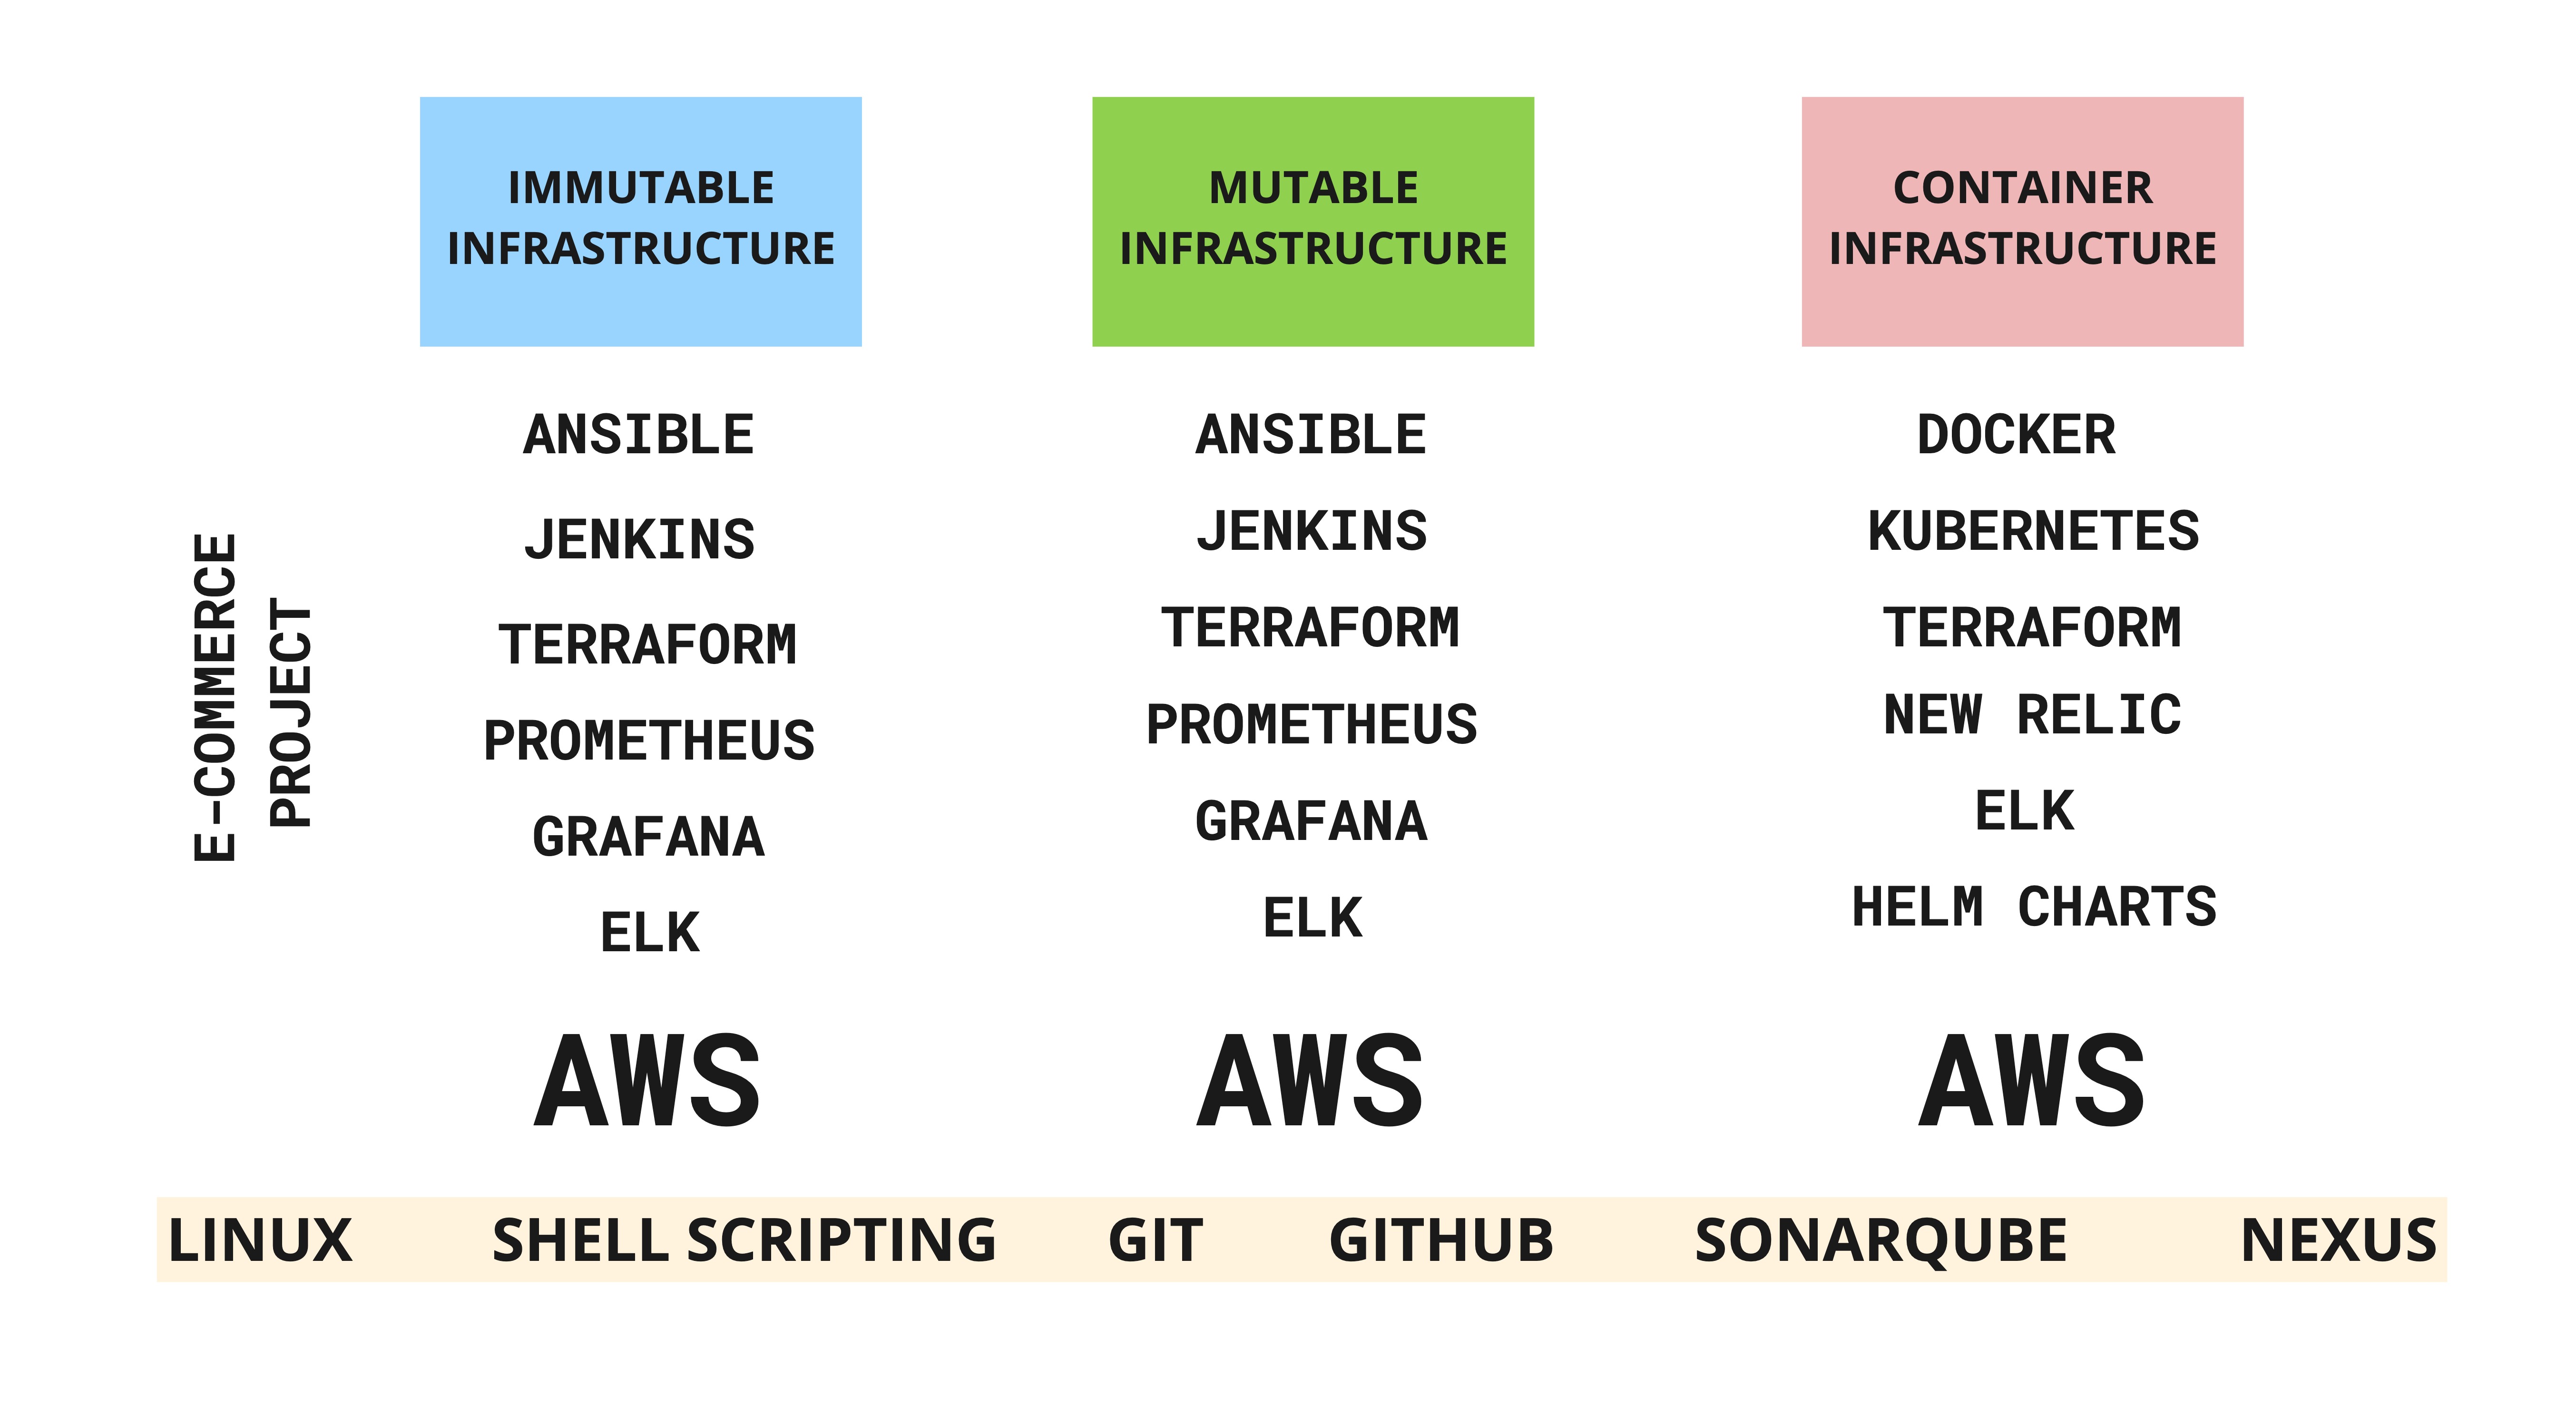 IMMUTABLE
INFRASTRUCTURE
MUTABLE
INFRASTRUCTURE
CONTAINER
INFRASTRUCTURE
E-COMMERCE
PROJECT
ANSIBLE
JENKINS
TERRAFORM
PROMETHEUS
GRAFANA
ELK
AWS
ANSIBLE
JENKINS
TERRAFORM
PROMETHEUS
GRAFANA
ELK
AWS
DOCKER
KUBERNETES
TERRAFORM
NEW RELIC
ELK
HELM CHARTS
AWS
LINUX SHELL SCRIPTING GIT GITHUB SONARQUBE NEXUS